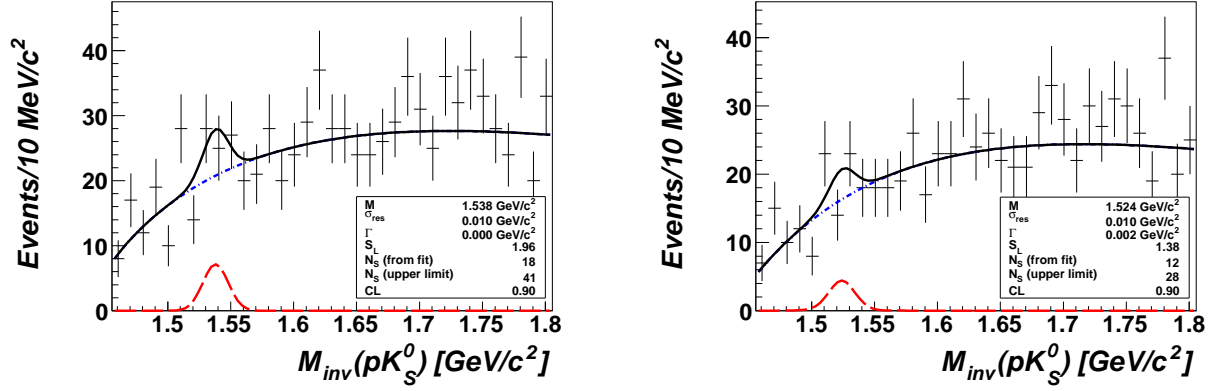 Events/10 MeV/c²
40
30
20
10
0
M 1.538 GeV/c²
σres 0.010 GeV/c²
Γ 0.000 GeV/c²
SL 1.96
NS (from fit) 18
NS (upper limit) 41
CL 0.90
1.5 1.55 1.6 1.65 1.7 1.75 1.8
Minv(pK⁰S) [GeV/c²]
Events/10 MeV/c²
40
30
20
10
0
M 1.524 GeV/c²
σres 0.010 GeV/c²
Γ 0.002 GeV/c²
SL 1.38
NS (from fit) 12
NS (upper limit) 28
CL 0.90
1.5 1.55 1.6 1.65 1.7 1.75 1.8
Minv(pK⁰S) [GeV/c²]